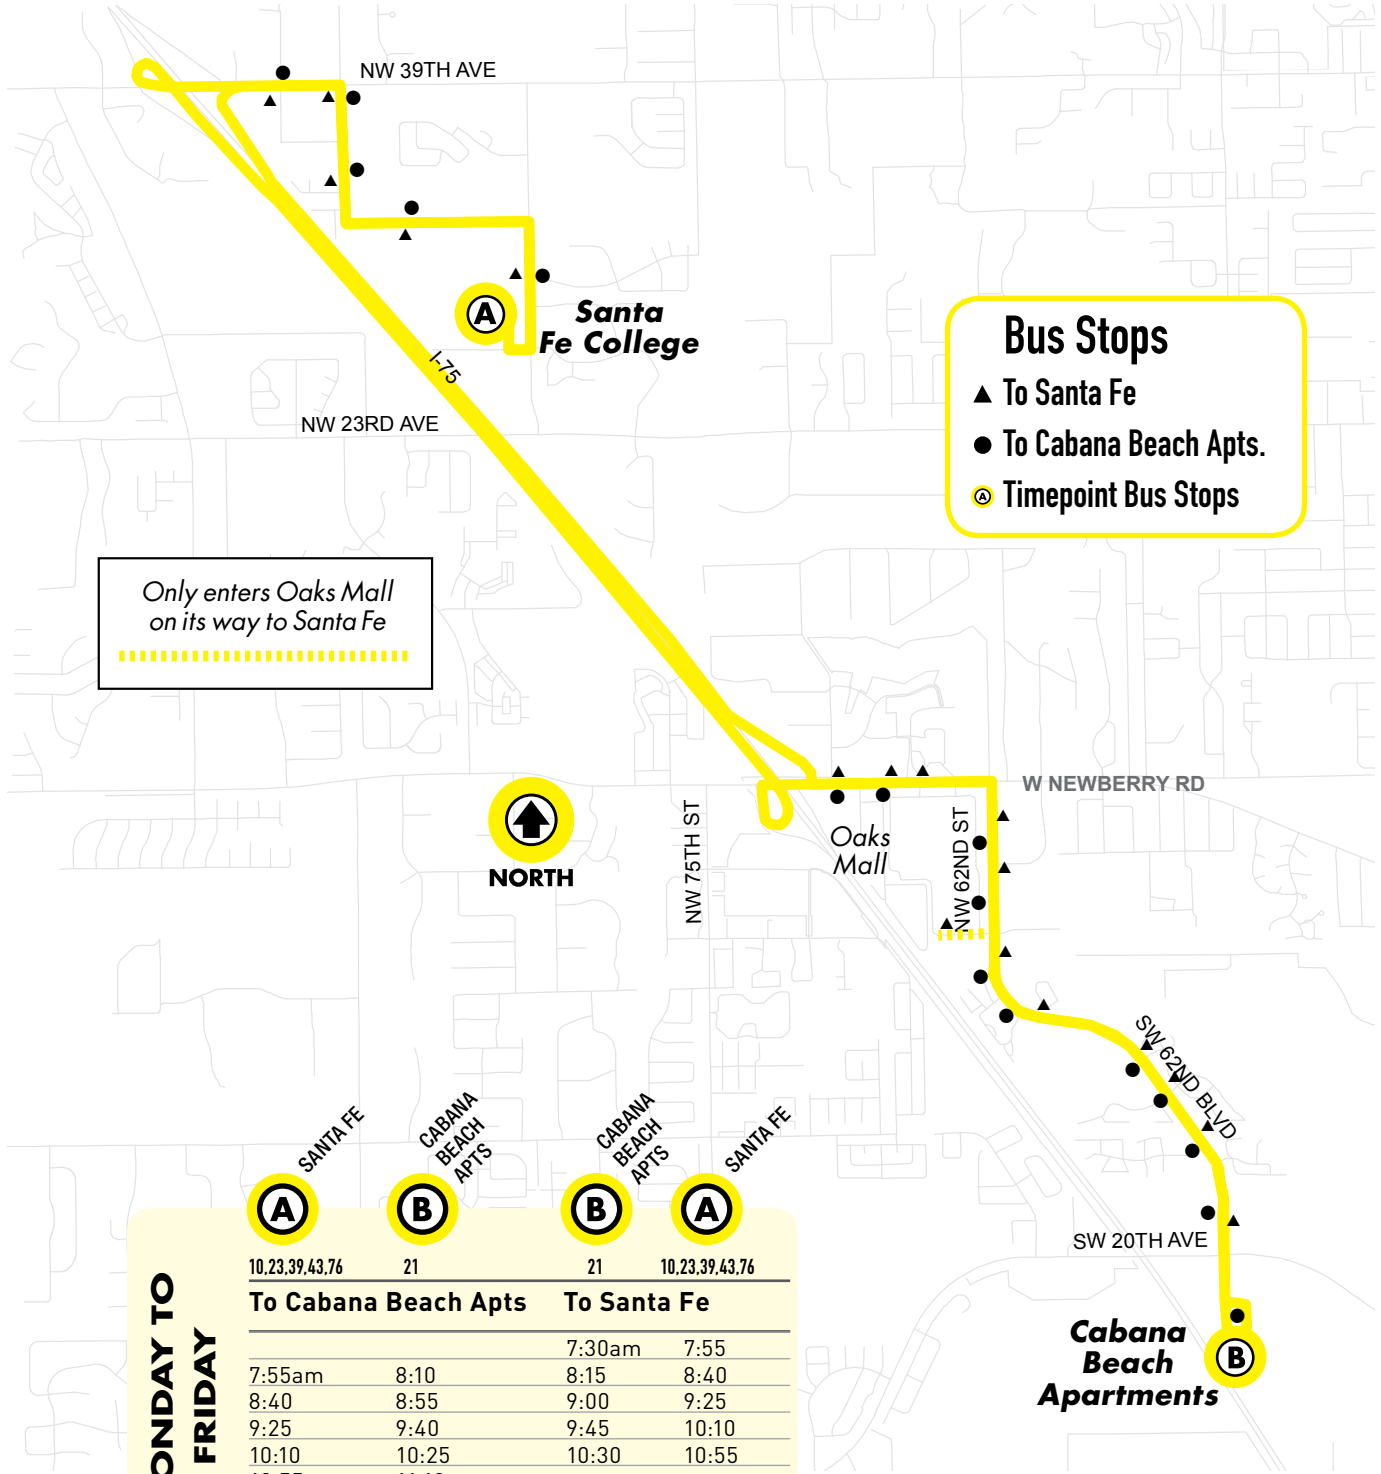 NW 39TH AVE
A
Santa
Fe College
I-75
NW 23RD AVE
Bus Stops
To Santa Fe
To Cabana Beach Apts.
A Timepoint Bus Stops
Only enters Oaks Mall
on its way to Santa Fe
W NEWBERRY RD
NORTH
NW 75TH ST
Oaks
Mall
NW 62ND ST
SW 62ND BLVD
SW 20TH AVE
Cabana
Beach
Apartments
B
SANTA FE
CABANA
BEACH
APTS
CABANA
BEACH
APTS
SANTA FE
A B B A
10,23,39,43,76 21 21 10,23,39,43,76
To Cabana Beach Apts To Santa Fe
MONDAY TO
FRIDAY
7:30am 7:55
7:55am 8:10 8:15 8:40
8:40 8:55 9:00 9:25
9:25 9:40 9:45 10:10
10:10 10:25 10:30 10:55